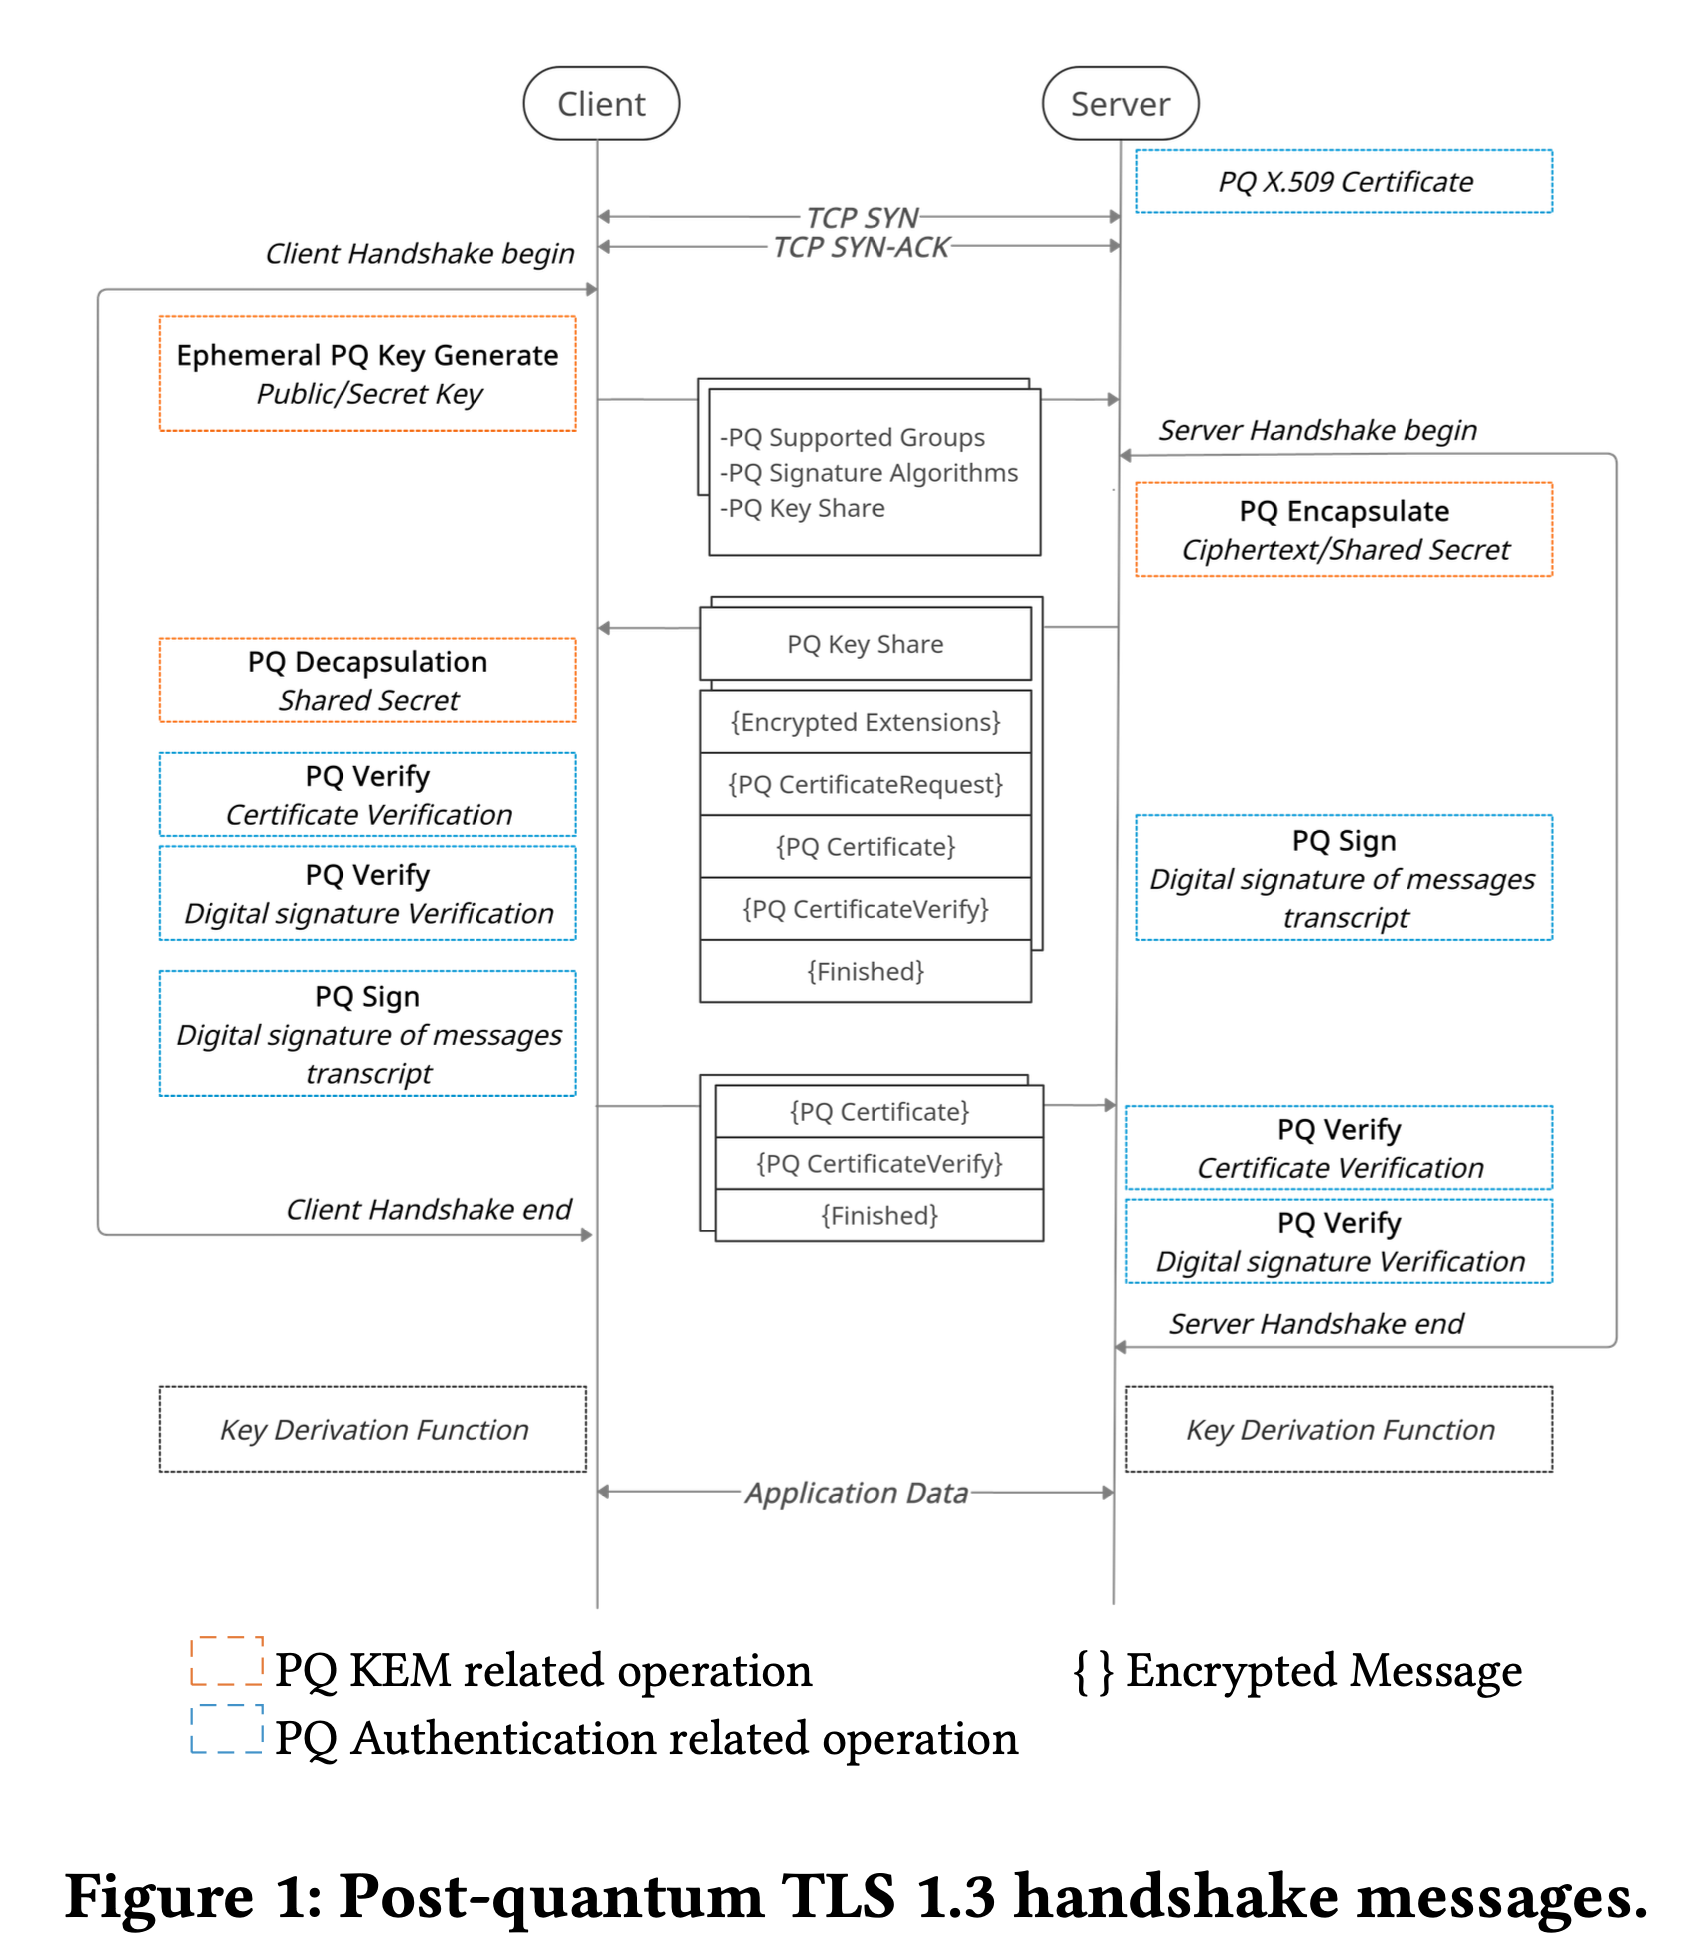 Client
Server
PQ X.509 Certificate
TCP SYN
TCP SYN-ACK
Client Handshake begin
Ephemeral PQ Key Generate
Public/Secret Key
-PQ Supported Groups
-PQ Signature Algorithms
-PQ Key Share
Server Handshake begin
PQ Encapsulate
Ciphertext/Shared Secret
PQ Key Share
PQ Decapsulation
Shared Secret
{Encrypted Extensions}
{PQ CertificateRequest}
{PQ Certificate}
{PQ CertificateVerify}
{Finished}
PQ Verify
Certificate Verification
PQ Verify
Digital signature Verification
PQ Sign
Digital signature of messages
transcript
PQ Sign
Digital signature of messages
transcript
{PQ Certificate}
{PQ CertificateVerify}
{Finished}
PQ Verify
Certificate Verification
PQ Verify
Digital signature Verification
Client Handshake end
Server Handshake end
Key Derivation Function
Key Derivation Function
Application Data
PQ KEM related operation
{ } Encrypted Message
PQ Authentication related operation
Figure 1: Post-quantum TLS 1.3 handshake messages.